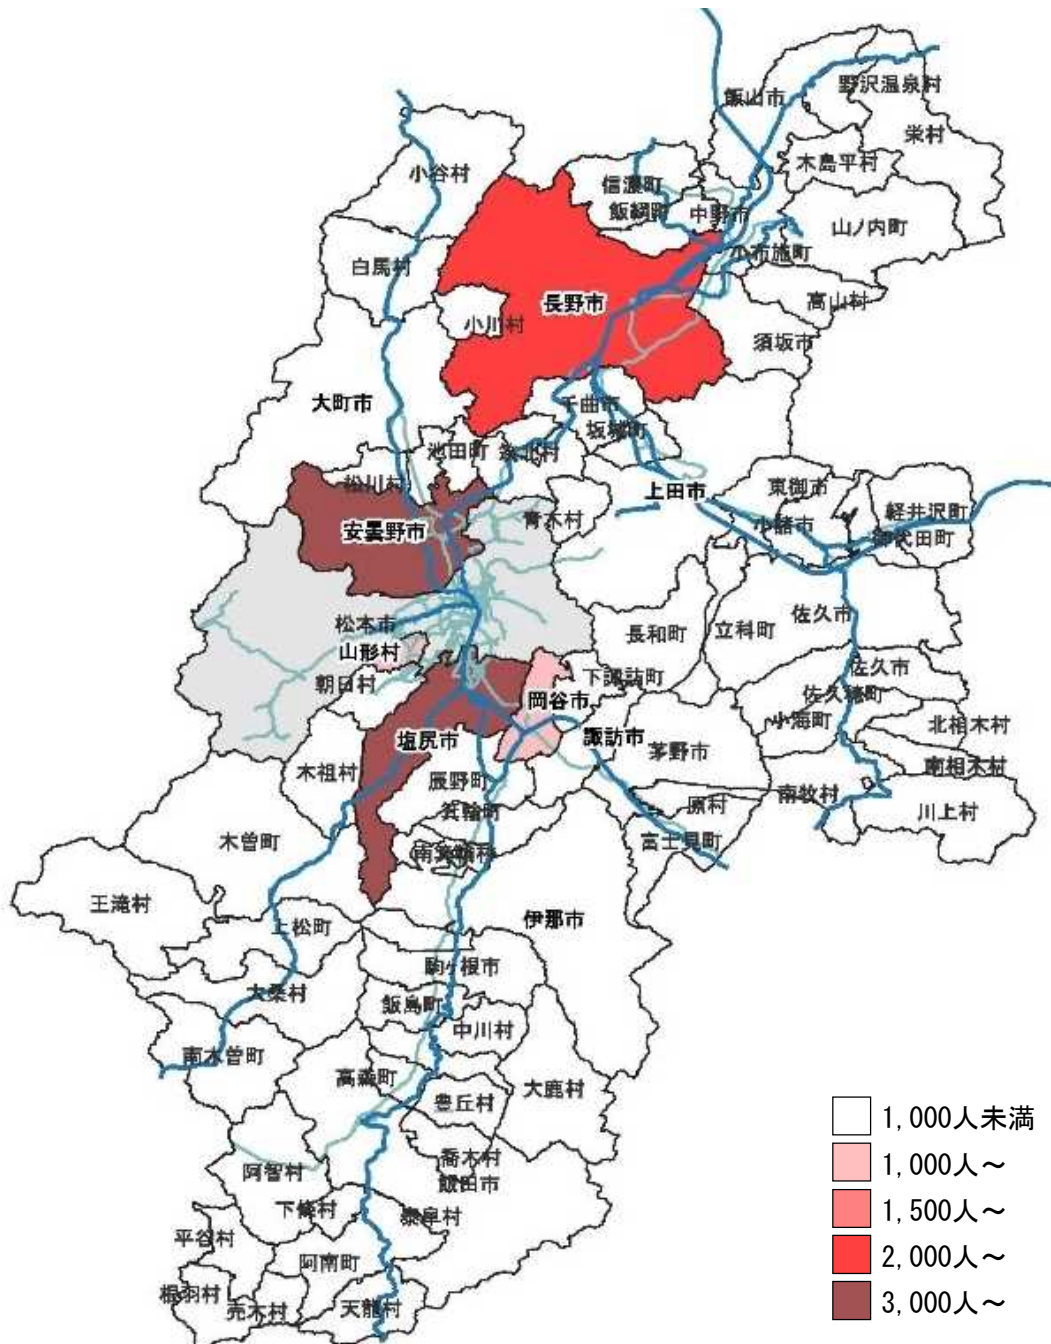 飯山市
野沢温泉村
栄村
木島平村
小谷村
信濃町
飯綱町
中野市
山ノ内町
小布施町
白馬村
高山村
長野市
小川村
須坂市
大町市
千曲市
坂城町
池田町
筑北村
松川村
上田市
東御市
軽井沢町
青木村
小諸市
安曇野市
御代田町
松本市
佐久市
長和町
立科町
山形村
朝日村
下諏訪町
佐久市
岡谷市
佐久穂町
小海町
北相木村
塩尻市
諏訪市
茅野市
南相木村
木祖村
辰野町
南牧村
原村
川上村
箕輪町
木曽町
富士見町
南箕輪村
王滝村
上松町
伊那市
駒ヶ根市
大桑村
飯島町
中川村
南木曽町
高森町
大鹿村
豊丘村
喬木村
阿智村
飯田市
下條村
泰阜村
平谷村
阿南町
根羽村
売木村
天龍村
1,000人未満
1,000人～
1,500人～
2,000人～
3,000人～